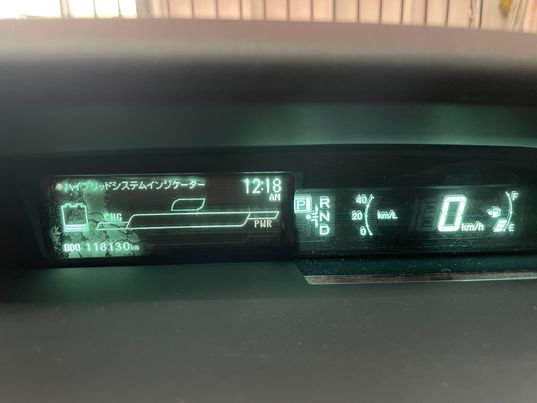 ハイブリッドシステムインジケーター
12:18
AM
CHG
PWR
ODO 118130km
P
R
N
D
40
20
0
km/L
0
km/h
F
E